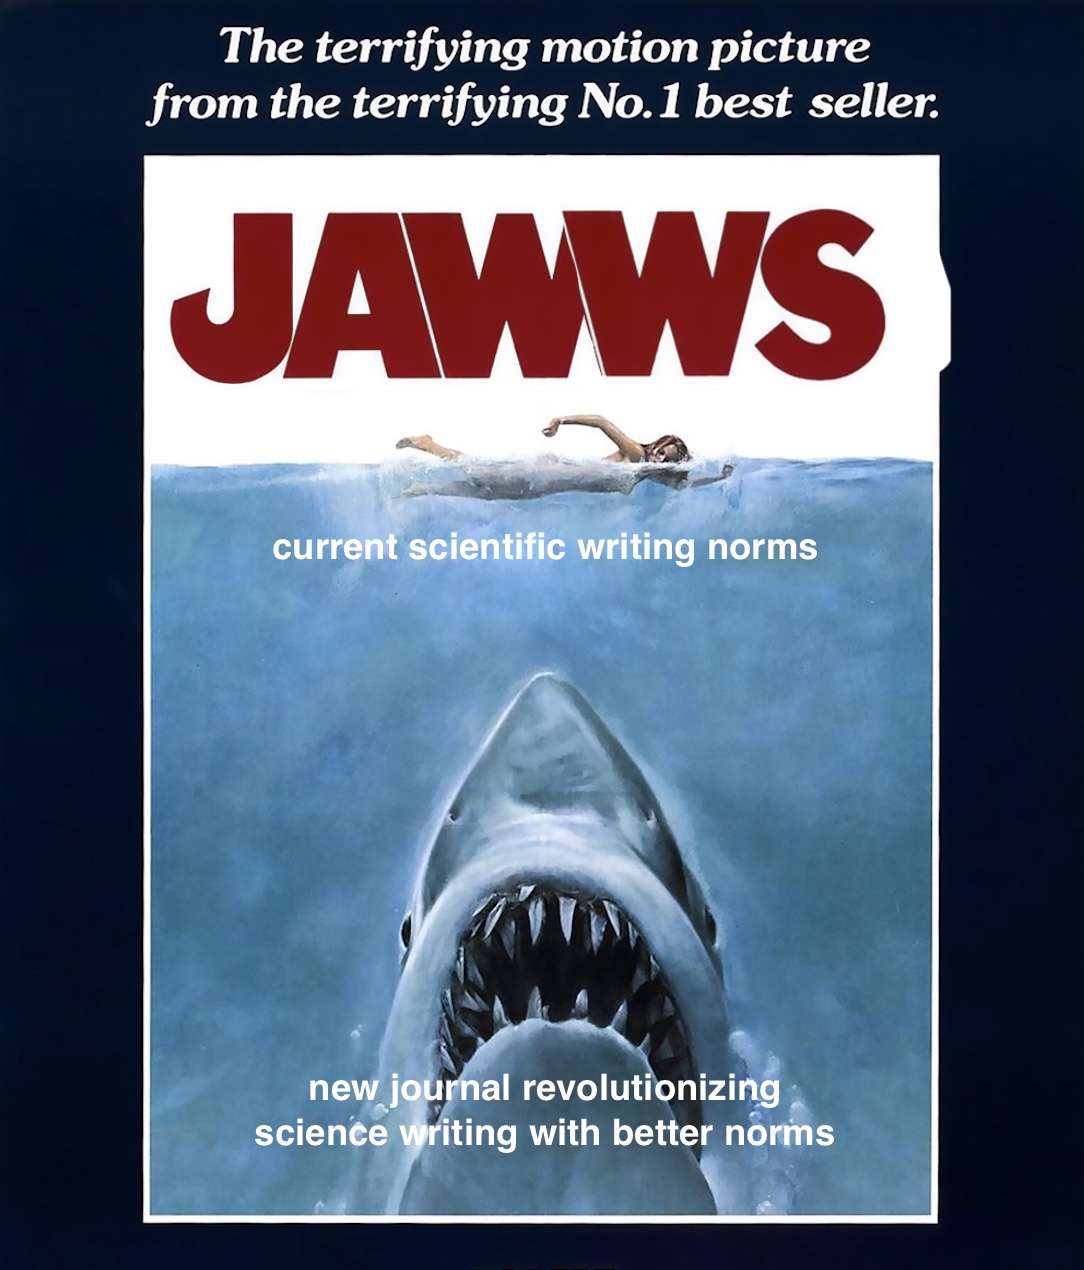 The terrifying motion picture
from the terrifying No. 1 best seller.
JAWWS
current scientific writing norms
new journal revolutionizing
science writing with better norms